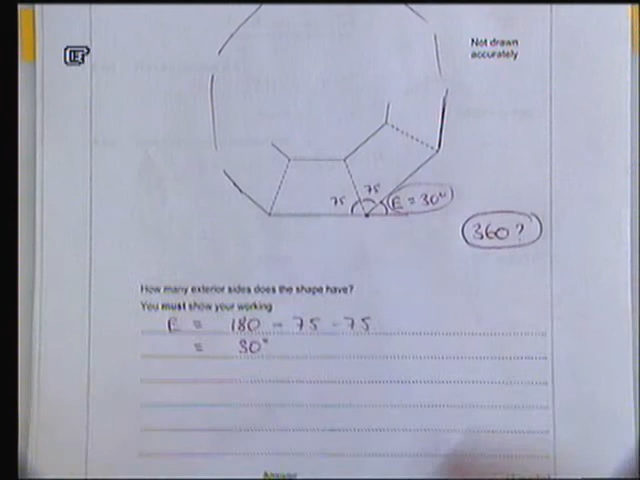 E
Not drawn
accurately
75 75 E = 30°
360?
How many exterior sides does the shape have?
You must show your working
E = 180 - 75 - 75
= 30°
Answer